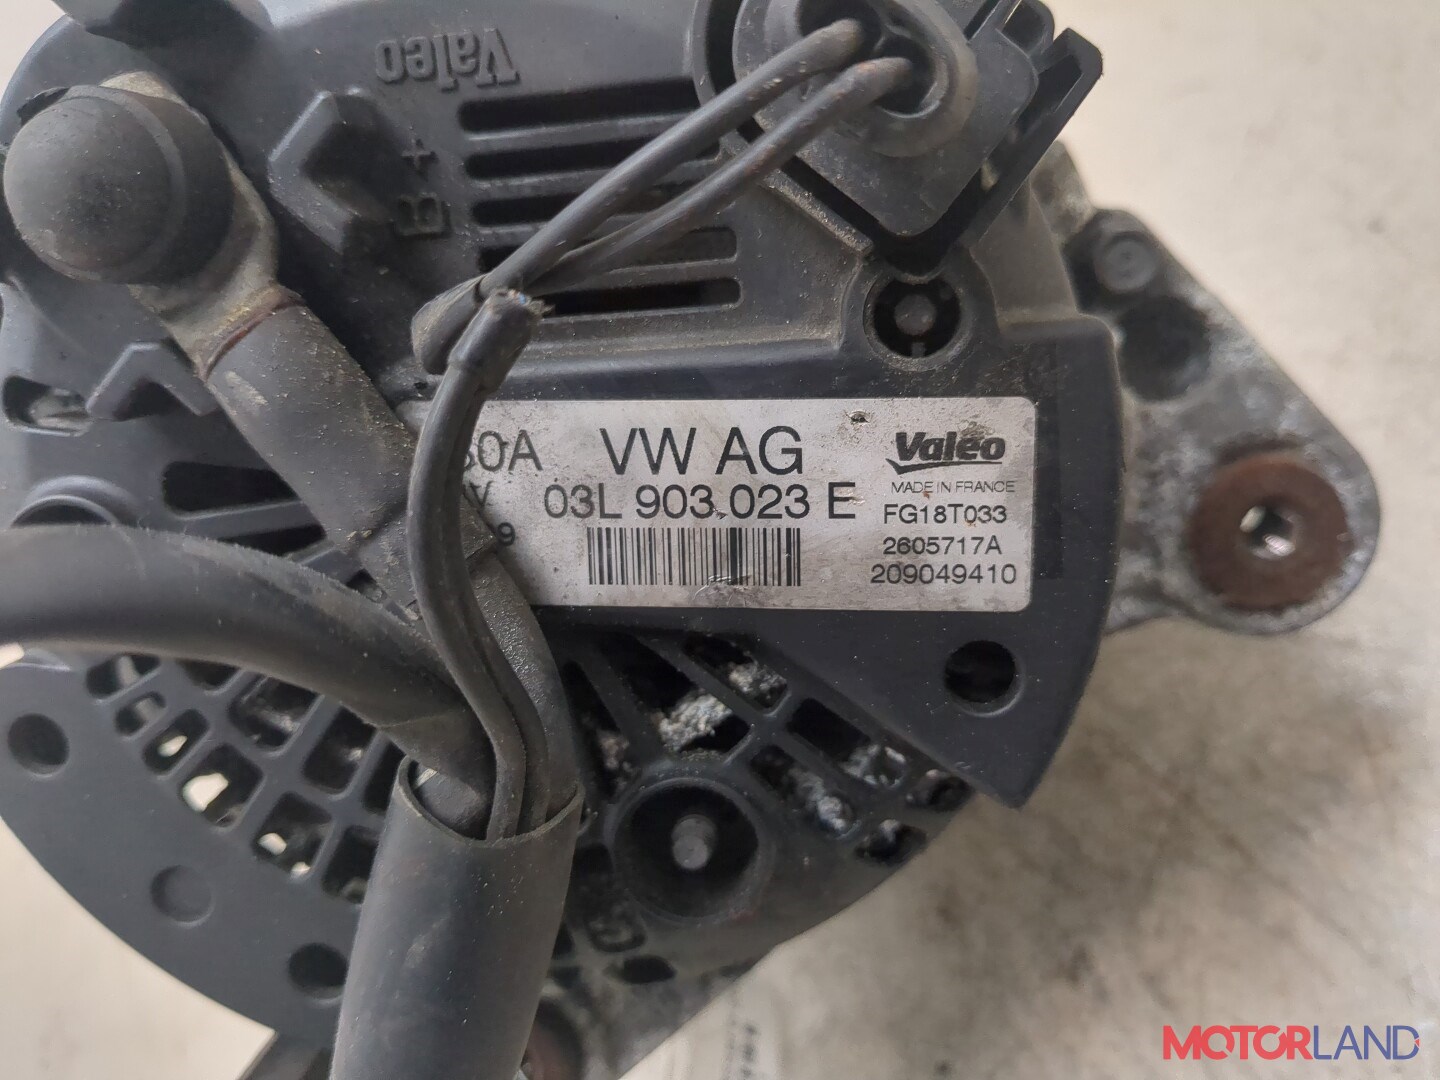 Valeo
B+
VW AG
03L 903 023 E
Valeo
MADE IN FRANCE
FG18T033
2605717A
209049410
MOTORLAND